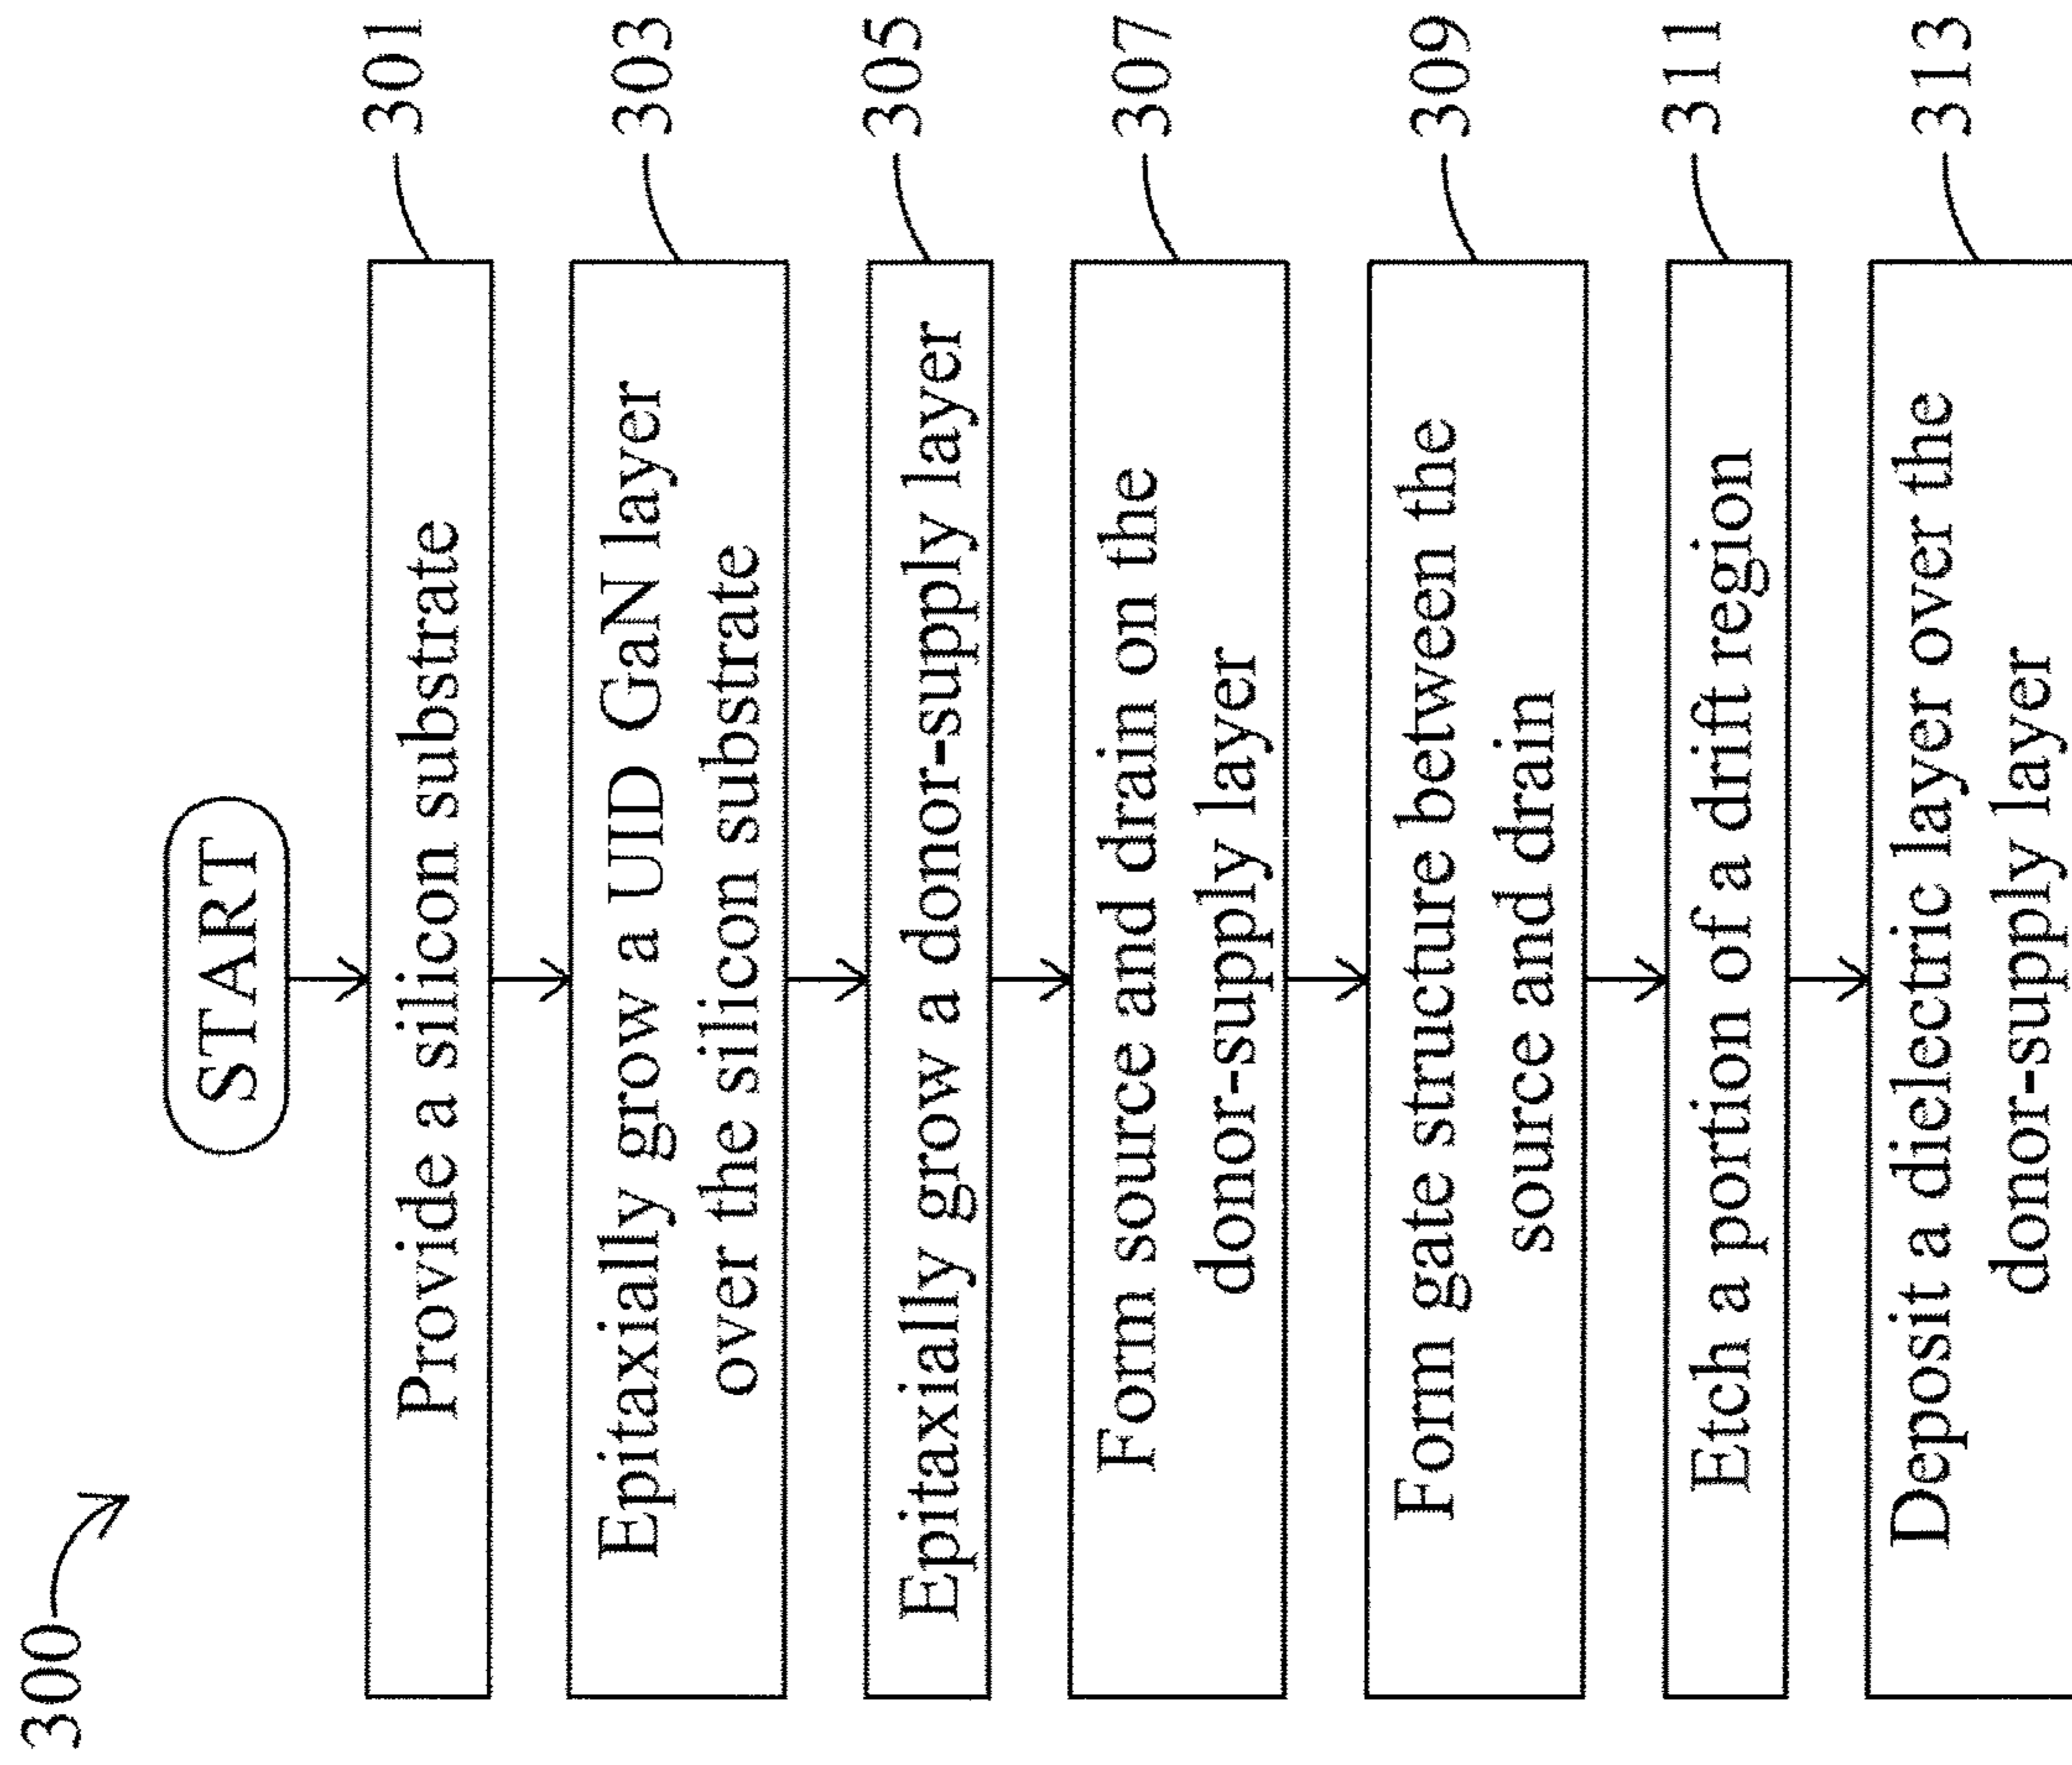 300
START
Provide a silicon substrate
301
Epitaxially grow a UID GaN layer
over the silicon substrate
303
Epitaxially grow a donor-supply layer
305
Form source and drain on the
donor-supply layer
307
Form gate structure between the
source and drain
309
Etch a portion of a drift region
311
Deposit a dielectric layer over the
donor-supply layer
313